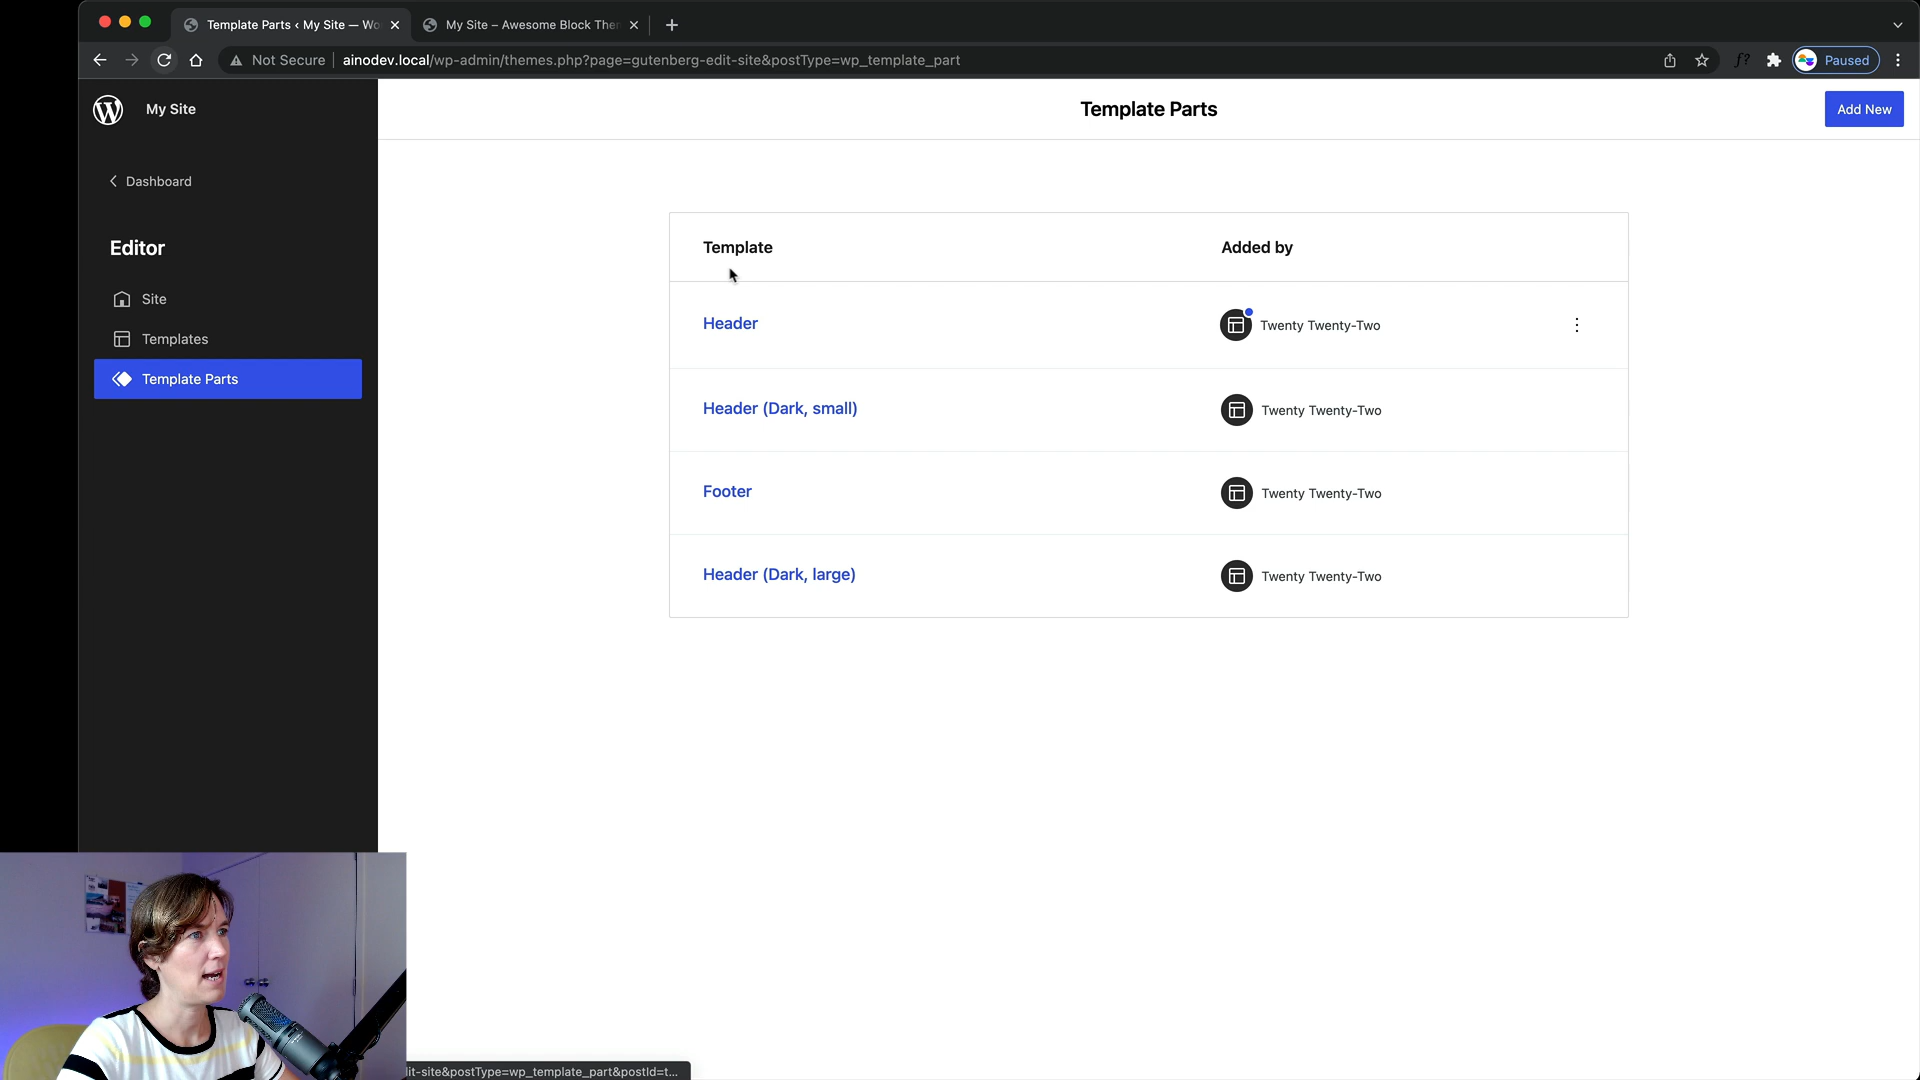 Template Parts ‹ My Site — Wo
My Site – Awesome Block Them
Not Secure
ainodev.local/wp-admin/themes.php?page=gutenberg-edit-site&postType=wp_template_part
f?
Paused
My Site
Template Parts
Add New
Dashboard
Editor
Site
Templates
Template Parts
Template
Added by
Header
Twenty Twenty-Two
Header (Dark, small)
Twenty Twenty-Two
Footer
Twenty Twenty-Two
Header (Dark, large)
Twenty Twenty-Two
lit-site&postType=wp_template_part&postId=t...